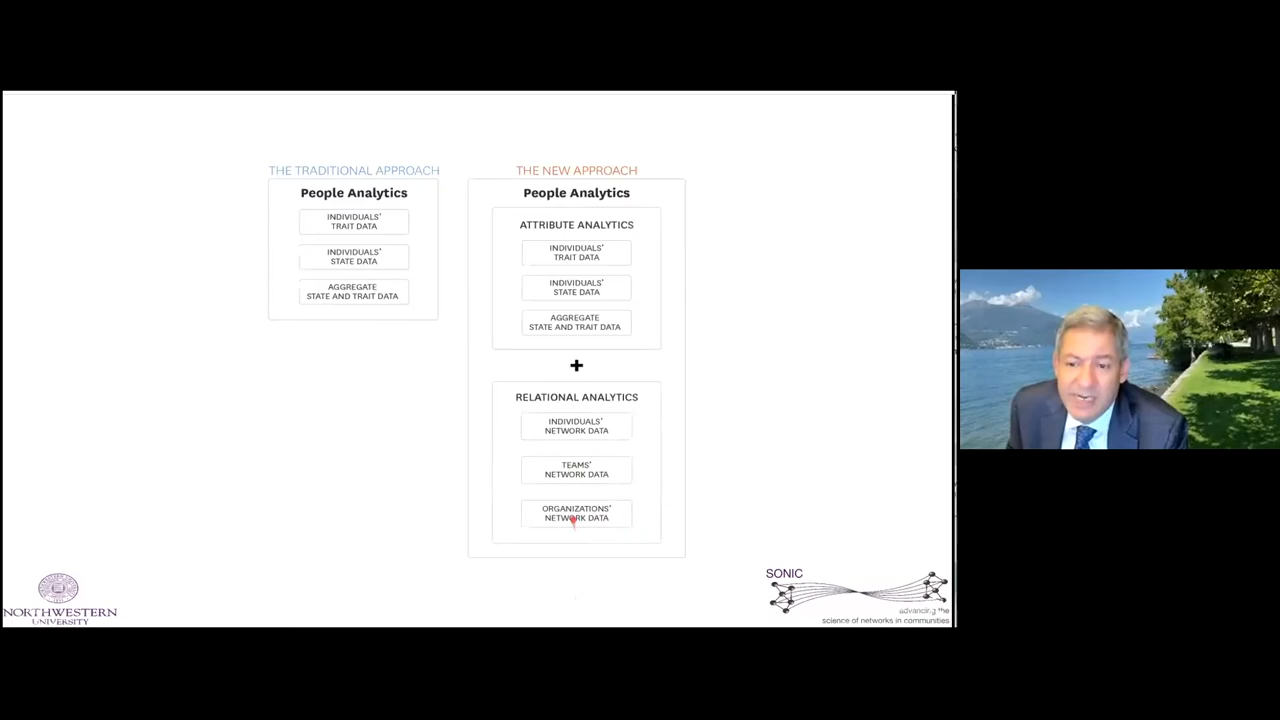 THE TRADITIONAL APPROACH
People Analytics
INDIVIDUALS'
TRAIT DATA
INDIVIDUALS'
STATE DATA
AGGREGATE
STATE AND TRAIT DATA
THE NEW APPROACH
People Analytics
ATTRIBUTE ANALYTICS
INDIVIDUALS'
TRAIT DATA
INDIVIDUALS'
STATE DATA
AGGREGATE
STATE AND TRAIT DATA
+
RELATIONAL ANALYTICS
INDIVIDUALS'
NETWORK DATA
TEAMS'
NETWORK DATA
ORGANIZATIONS'
NETWORK DATA
NORTHWESTERN
UNIVERSITY
SONIC
advancing the
science of networks in communities